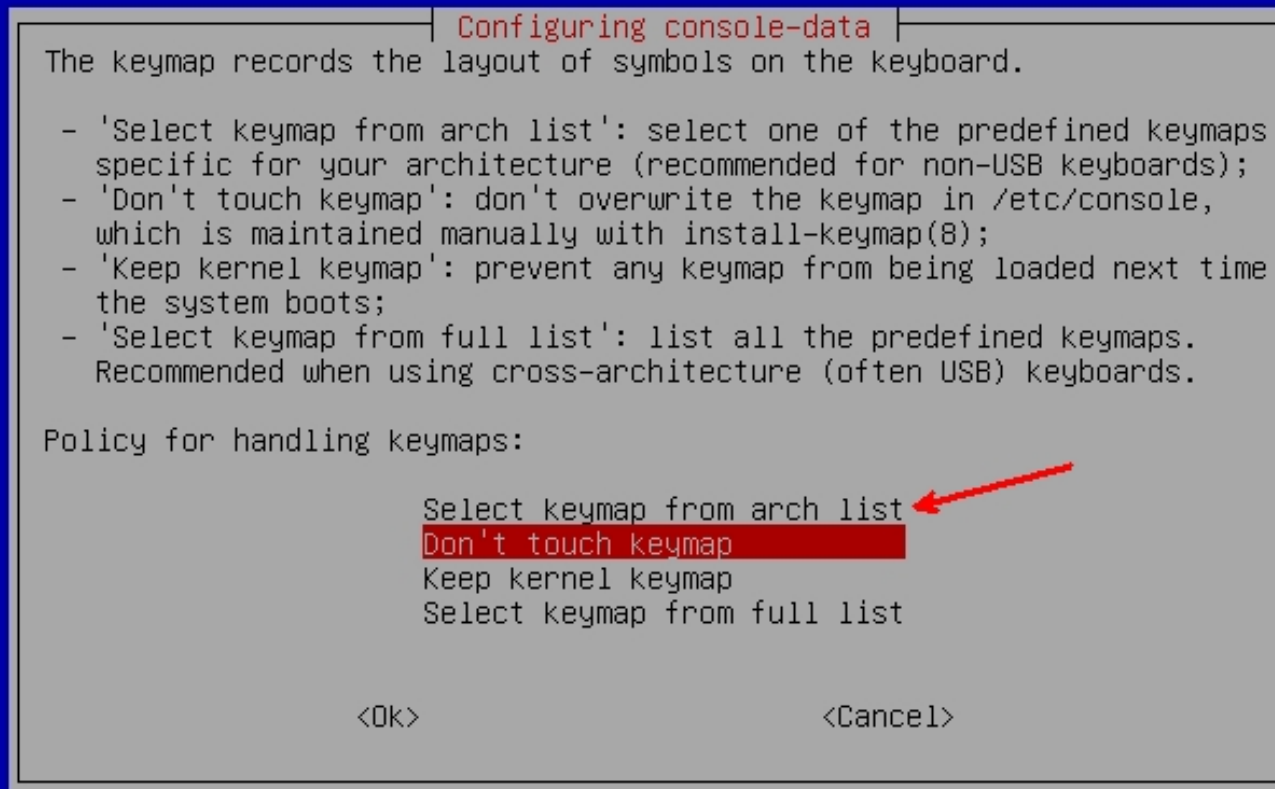 Configuring console-data
The keymap records the layout of symbols on the keyboard.
- 'Select keymap from arch list': select one of the predefined keymaps
specific for your architecture (recommended for non-USB keyboards);
- 'Don't touch keymap': don't overwrite the keymap in /etc/console,
which is maintained manually with install-keymap(8);
- 'Keep kernel keymap': prevent any keymap from being loaded next time
the system boots;
- 'Select keymap from full list': list all the predefined keymaps.
Recommended when using cross-architecture (often USB) keyboards.
Policy for handling keymaps:
Select keymap from arch list
Don't touch keymap
Keep kernel keymap
Select keymap from full list
<Ok> <Cancel>